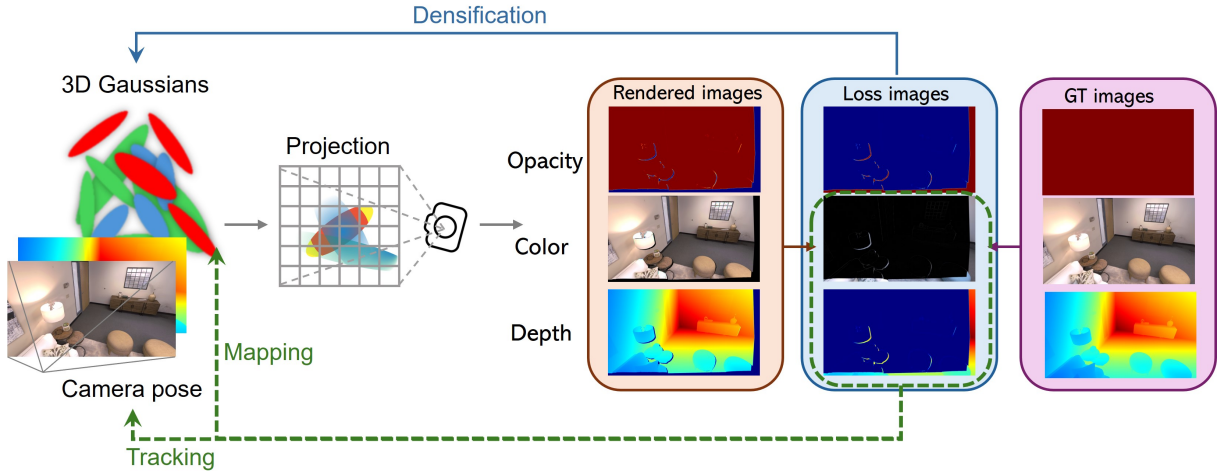 Densification
3D Gaussians
Rendered images
Loss images
GT images
Projection
Opacity
Color
Depth
Mapping
Camera pose
Tracking